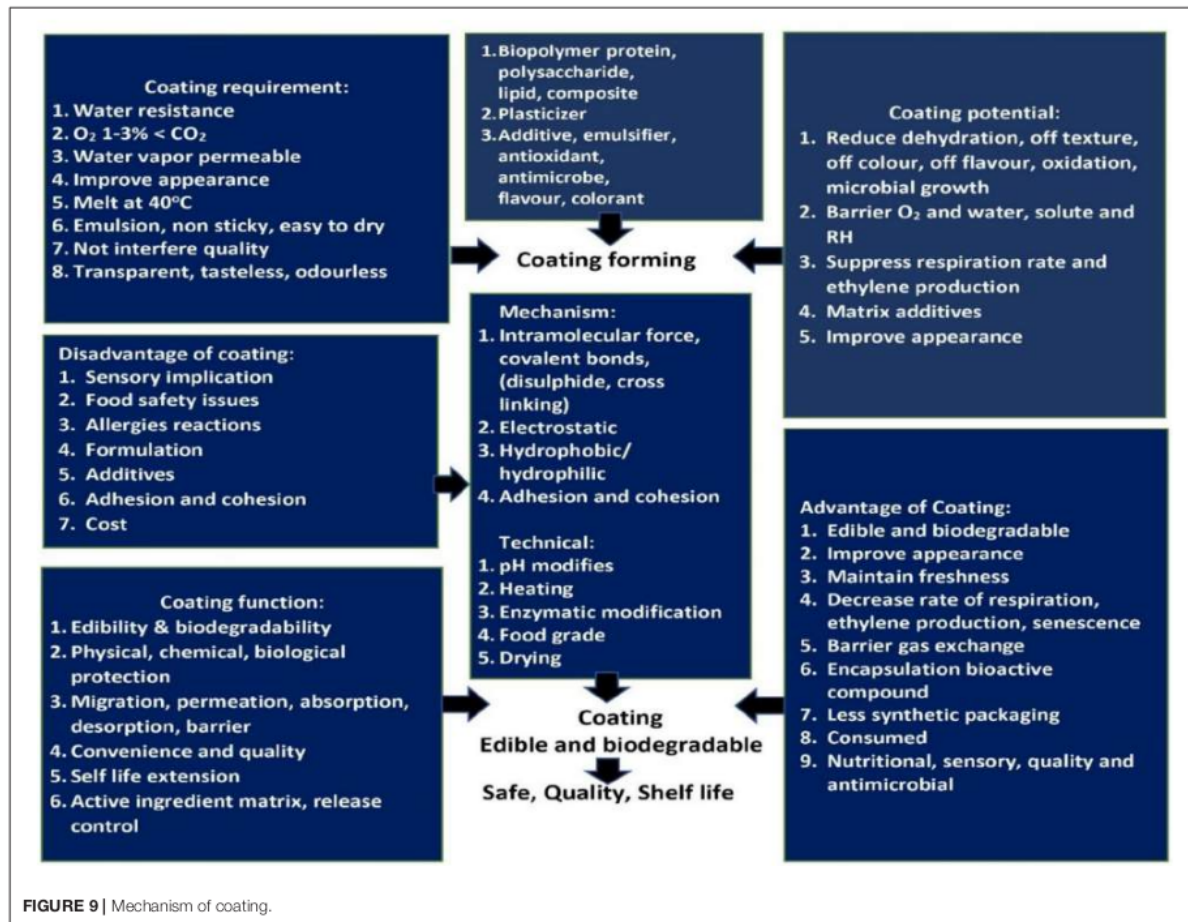 Coating requirement:
1. Water resistance
2. O₂ 1-3% < CO₂
3. Water vapor permeable
4. Improve appearance
5. Melt at 40°C
6. Emulsion, non sticky, easy to dry
7. Not interfere quality
8. Transparent, tasteless, odourless
1. Biopolymer protein,
polysaccharide,
lipid, composite
2. Plasticizer
3. Additive, emulsifier,
antioxidant,
antimicrobe,
flavour, colorant
Coating forming
Coating potential:
1. Reduce dehydration, off texture,
off colour, off flavour, oxidation,
microbial growth
2. Barrier O₂ and water, solute and
RH
3. Suppress respiration rate and
ethylene production
4. Matrix additives
5. Improve appearance
Disadvantage of coating:
1. Sensory implication
2. Food safety issues
3. Allergies reactions
4. Formulation
5. Additives
6. Adhesion and cohesion
7. Cost
Mechanism:
1. Intramolecular force,
covalent bonds,
(disulphide, cross
linking)
2. Electrostatic
3. Hydrophobic/
hydrophilic
4. Adhesion and cohesion
Technical:
1. pH modifies
2. Heating
3. Enzymatic modification
4. Food grade
5. Drying
Coating function:
1. Edibility & biodegradability
2. Physical, chemical, biological
protection
3. Migration, permeation, absorption,
desorption, barrier
4. Convenience and quality
5. Self life extension
6. Active ingredient matrix, release
control
Coating
Edible and biodegradable
Safe, Quality, Shelf life
Advantage of Coating:
1. Edible and biodegradable
2. Improve appearance
3. Maintain freshness
4. Decrease rate of respiration,
ethylene production, senescence
5. Barrier gas exchange
6. Encapsulation bioactive
compound
7. Less synthetic packaging
8. Consumed
9. Nutritional, sensory, quality and
antimicrobial
FIGURE 9 | Mechanism of coating.